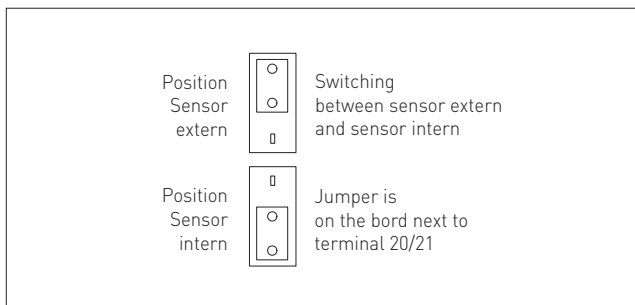 Position
Sensor
extern
Switching
between sensor extern
and sensor intern
Position
Sensor
intern
Jumper is
on the bord next to
terminal 20/21